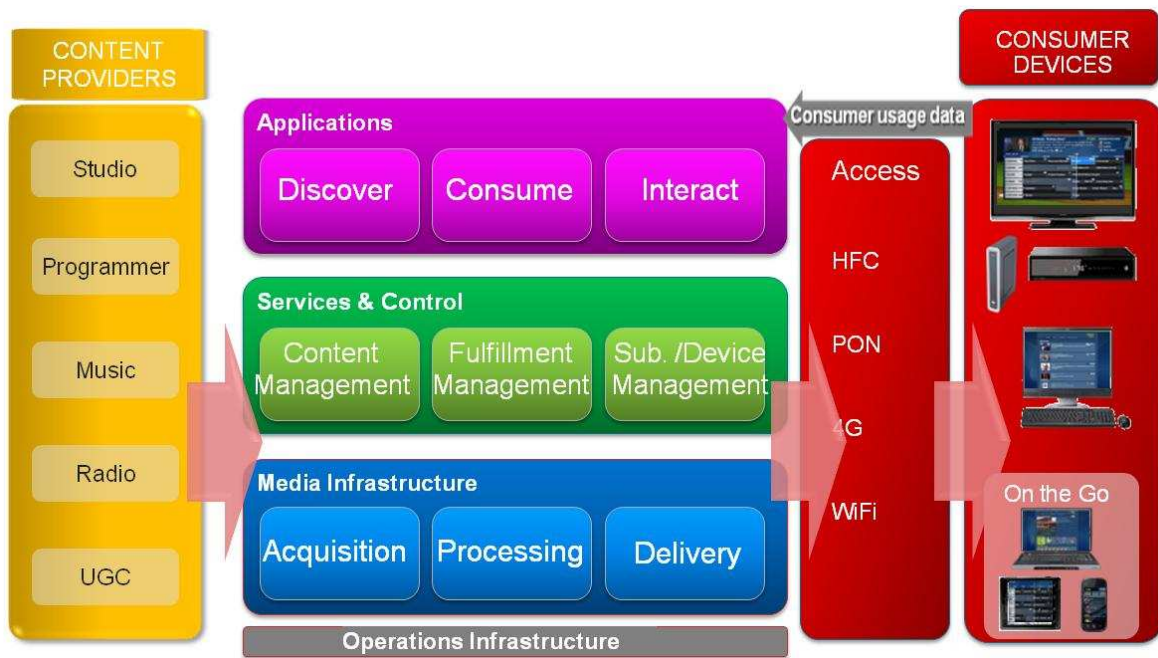 CONTENT
PROVIDERS
Studio
Programmer
Music
Radio
UGC
Applications
Discover
Consume
Interact
Services & Control
Content
Management
Fulfillment
Management
Sub. /Device
Management
Media Infrastructure
Acquisition
Processing
Delivery
Operations Infrastructure
Consumer usage data
Access
HFC
PON
4G
WiFi
CONSUMER
DEVICES
On the Go